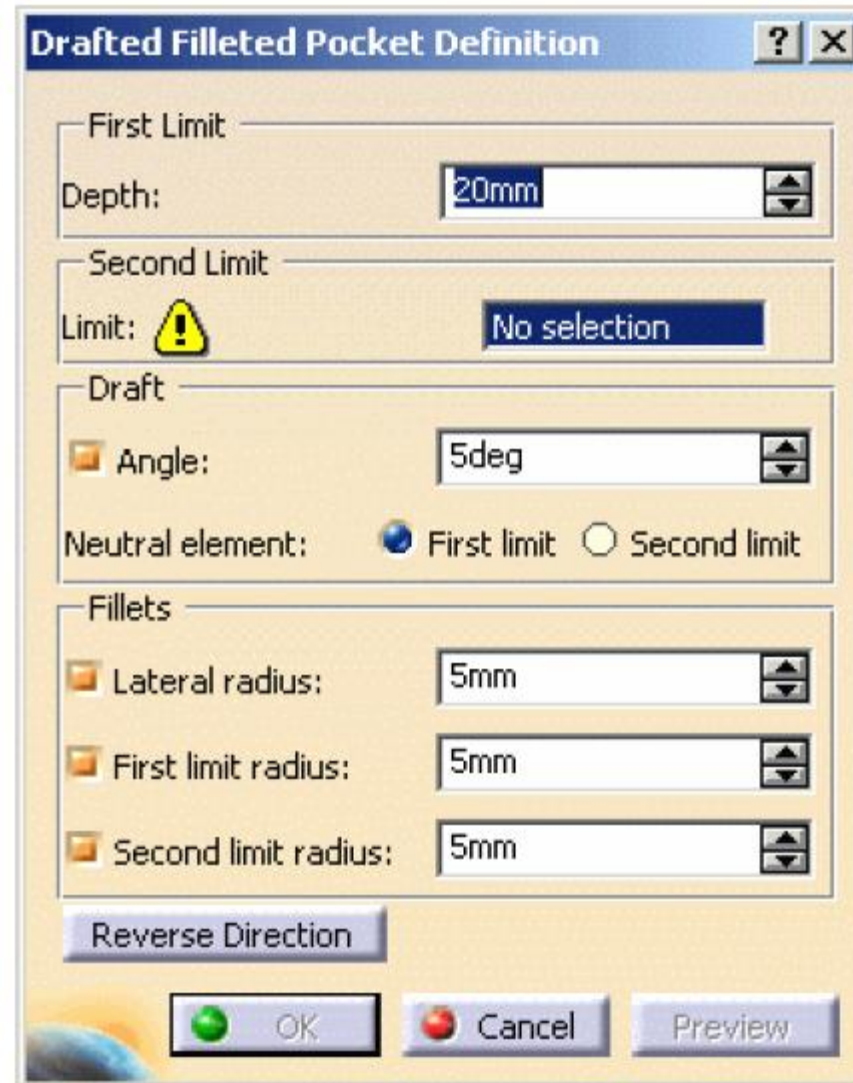 Drafted Filleted Pocket Definition
First Limit
Depth: 20mm
Second Limit
Limit: No selection
Draft
Angle: 5deg
Neutral element: First limit Second limit
Fillets
Lateral radius: 5mm
First limit radius: 5mm
Second limit radius: 5mm
Reverse Direction
OK Cancel Preview